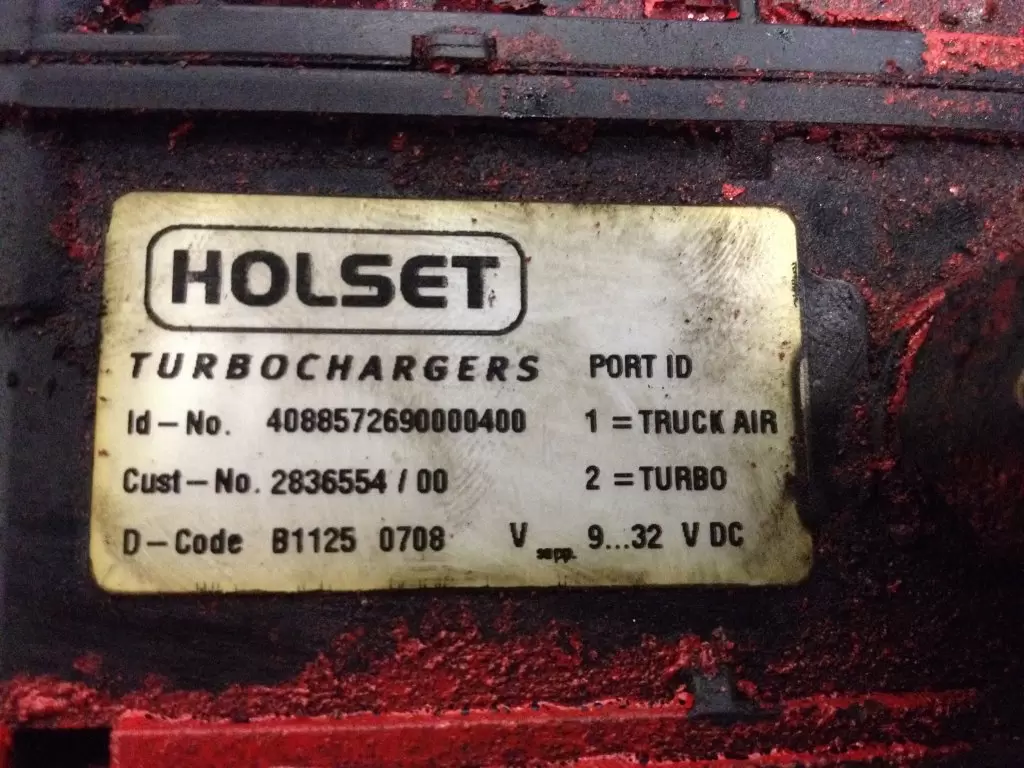 HOLSET
TURBOCHARGERS
PORT ID
Id-No. 4088572690000400
1 = TRUCK AIR
Cust-No. 2836554 / 00
2 = TURBO
D-Code B1125 0708
V supp. 9...32 V DC